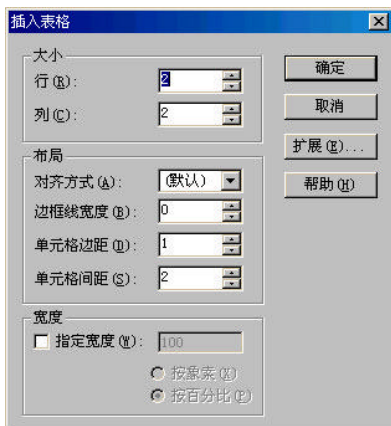 插入表格
大小
行(R): 2
列(C): 2
布局
对齐方式(A): (默认)
边框线宽度(B): 0
单元格边距(D): 1
单元格间距(S): 2
宽度
指定宽度(W): 100
按象素(X)
按百分比(P)
确定
取消
扩展(E)...
帮助(H)